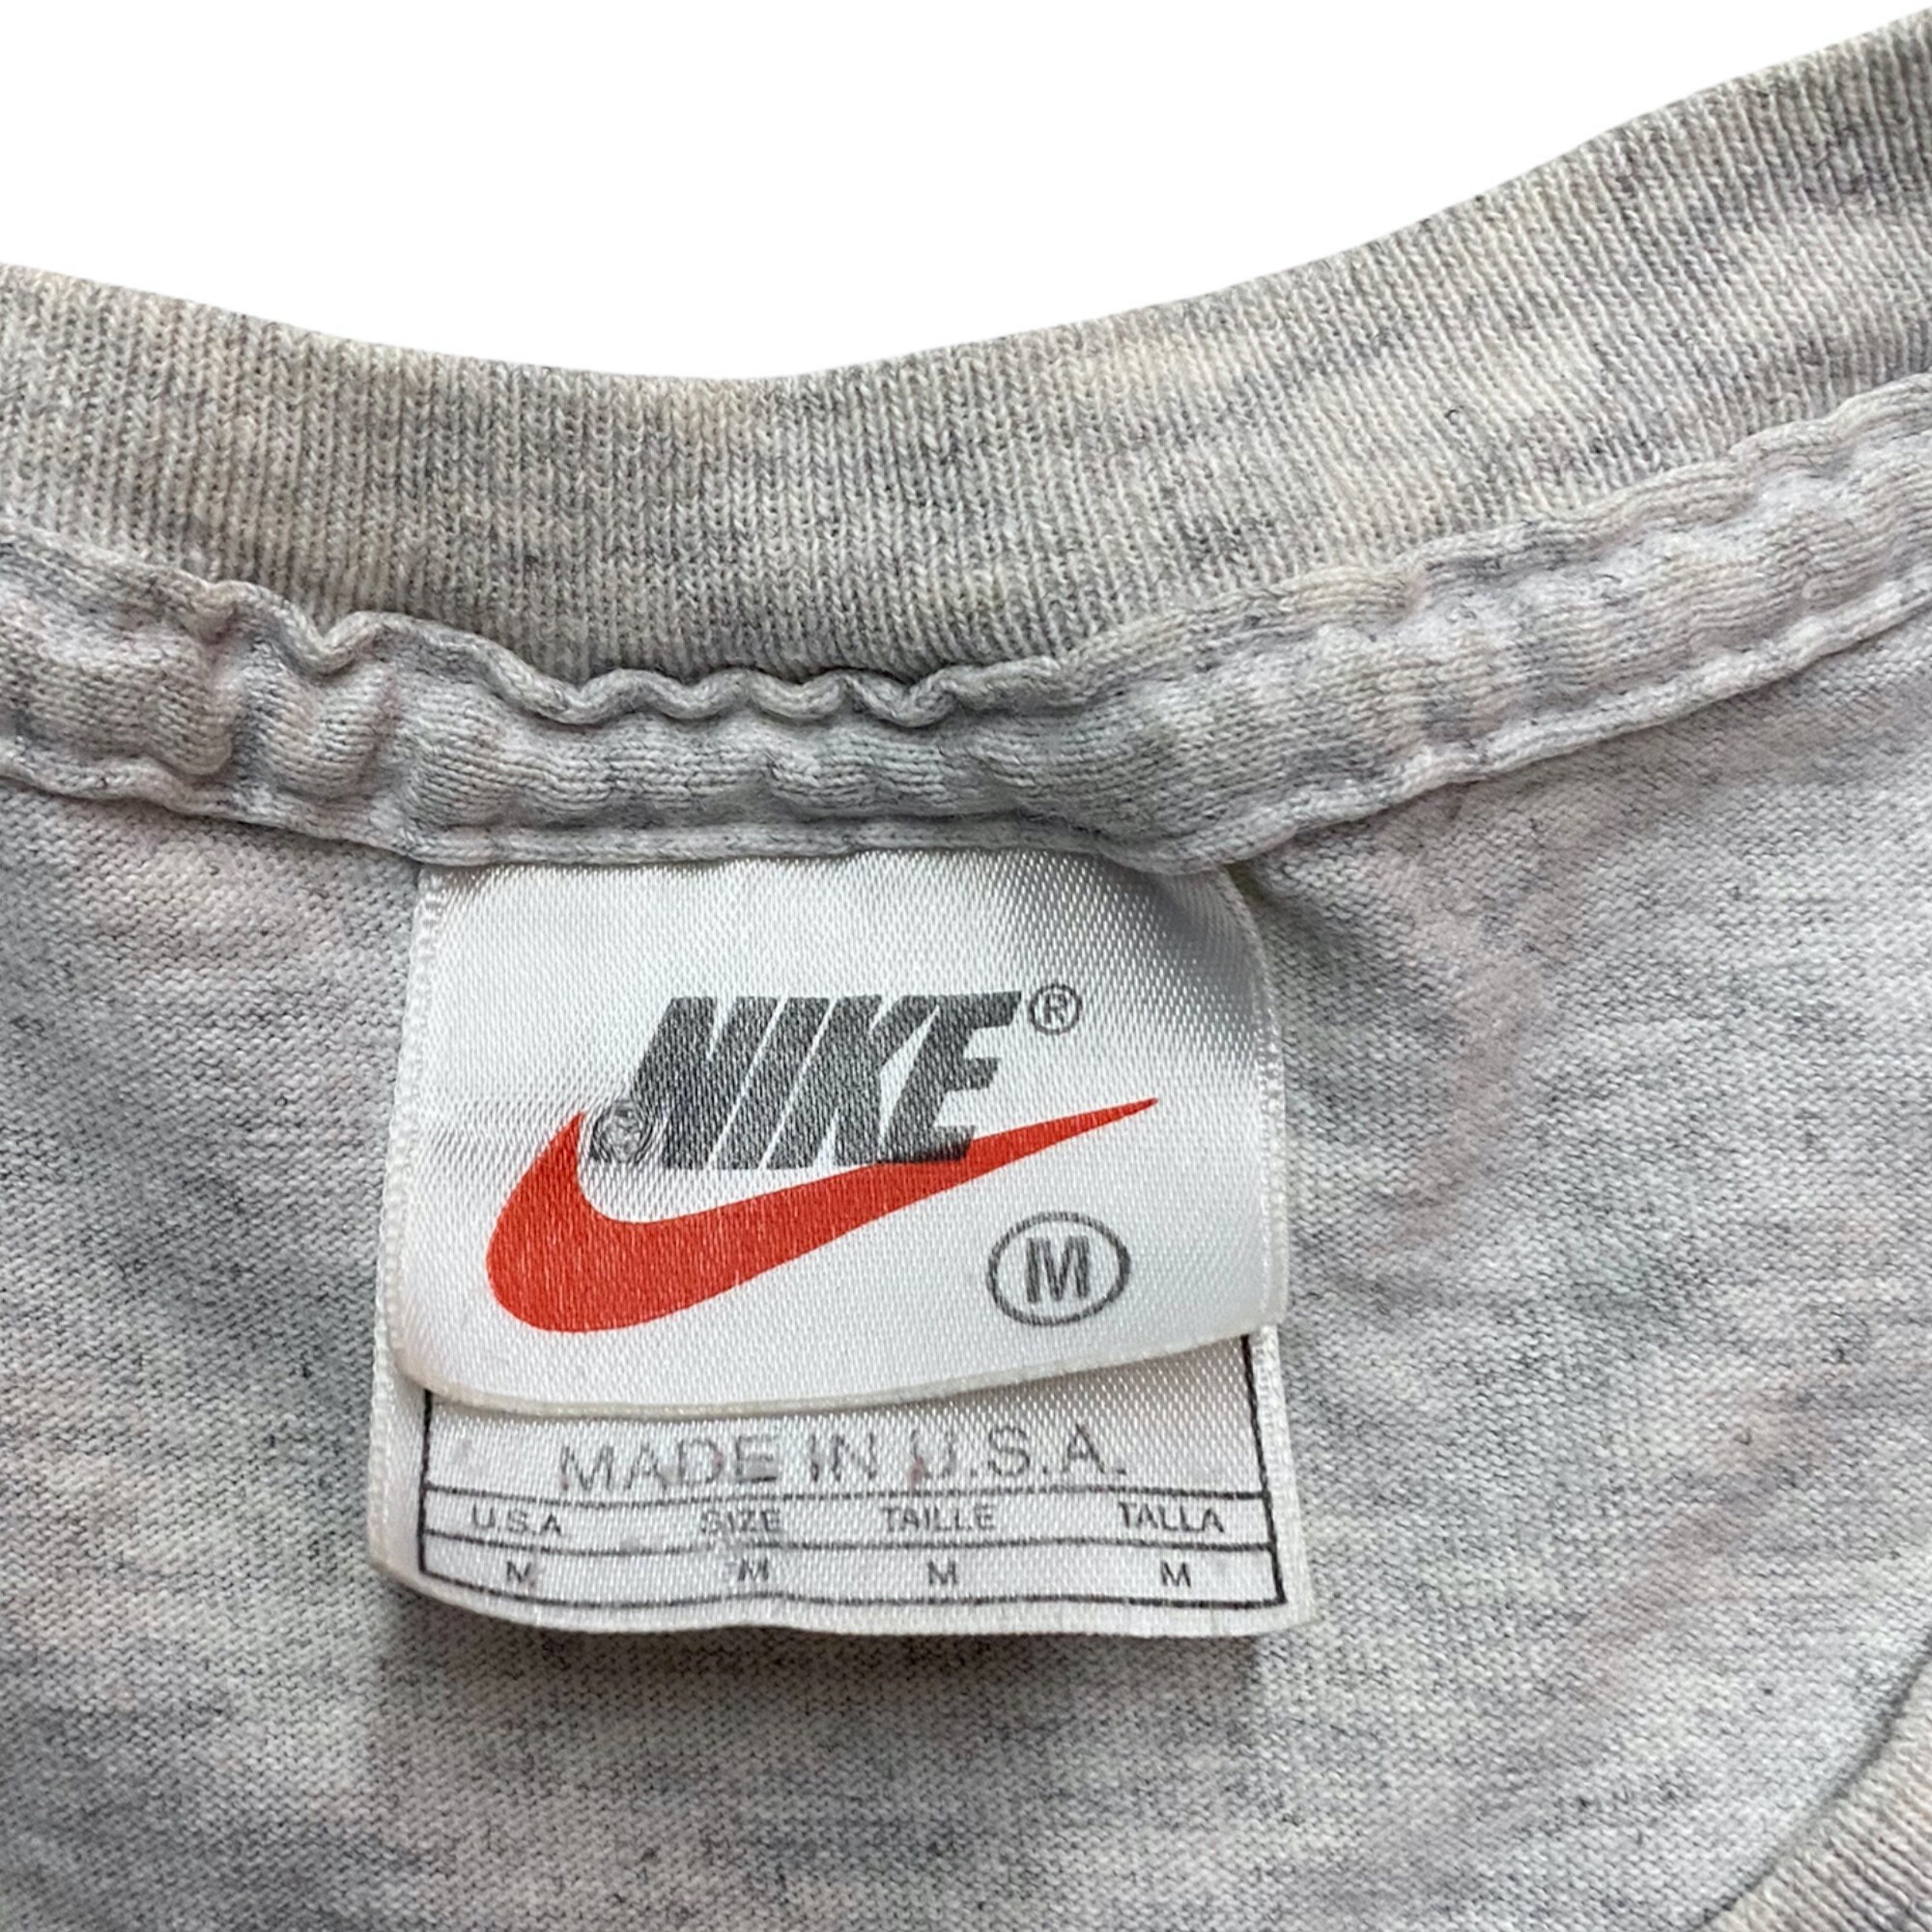 NIKE®
M
MADE IN U.S.A.
U.S.A SIZE TAILLE TALLA
M M M M